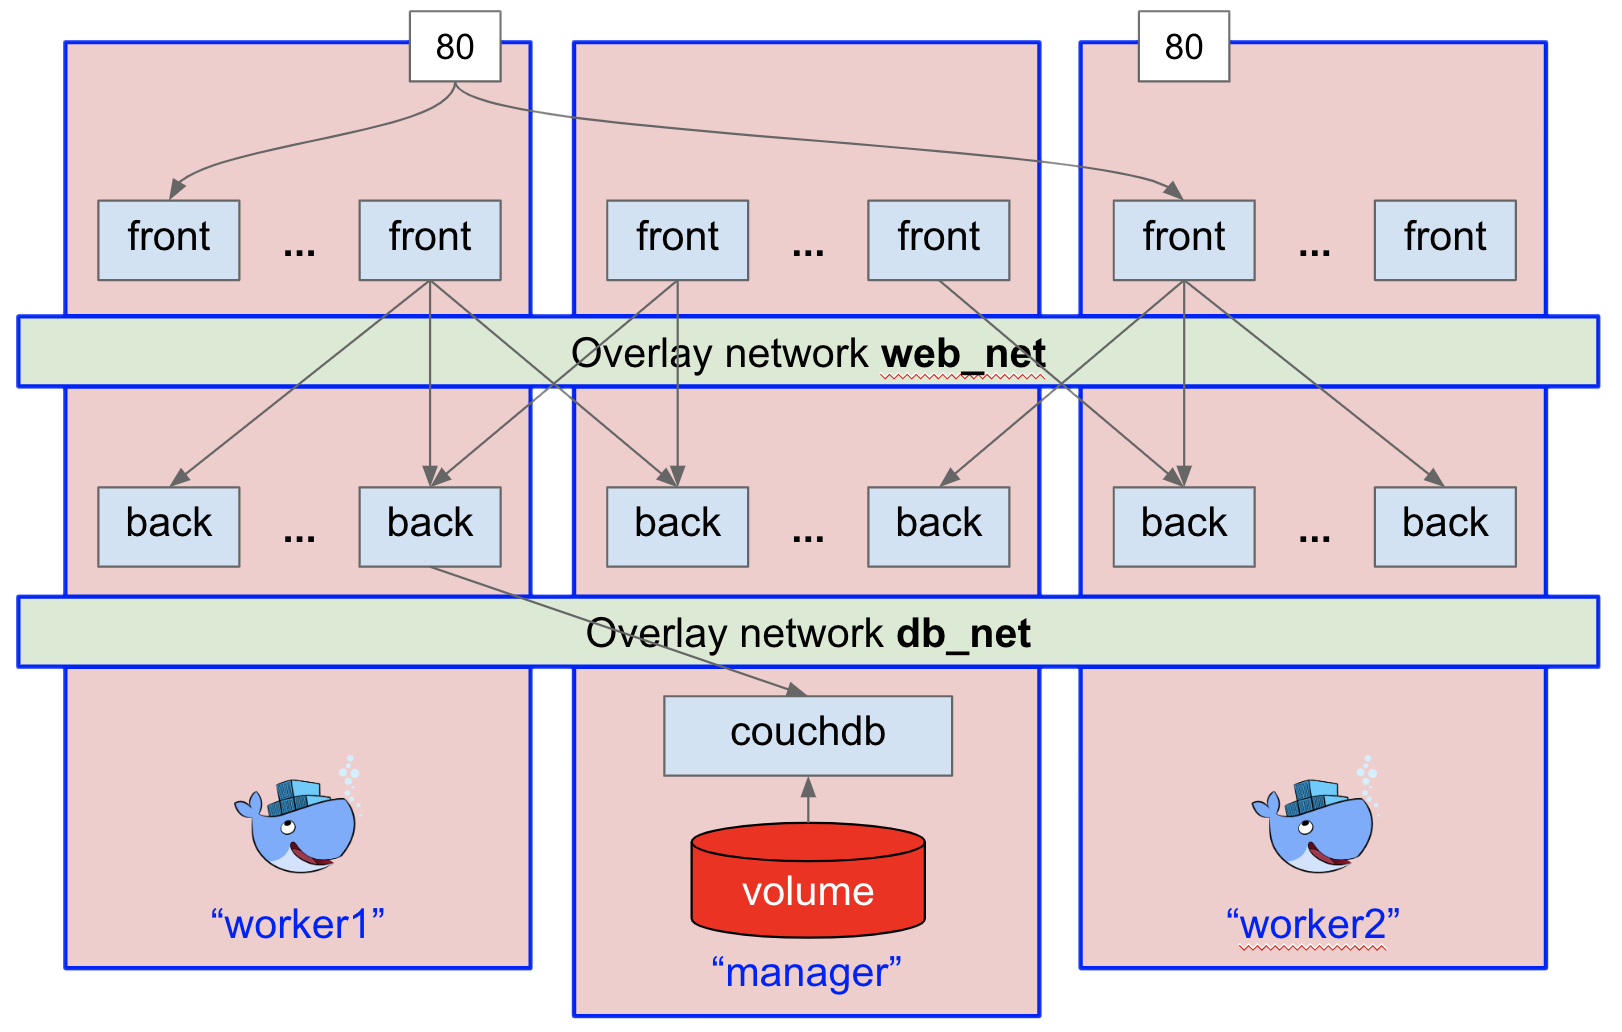 80
80
front ... front
front ... front
front ... front
Overlay network web_net
back ... back
back ... back
back ... back
Overlay network db_net
couchdb
volume
“worker1”
“worker2”
“manager”